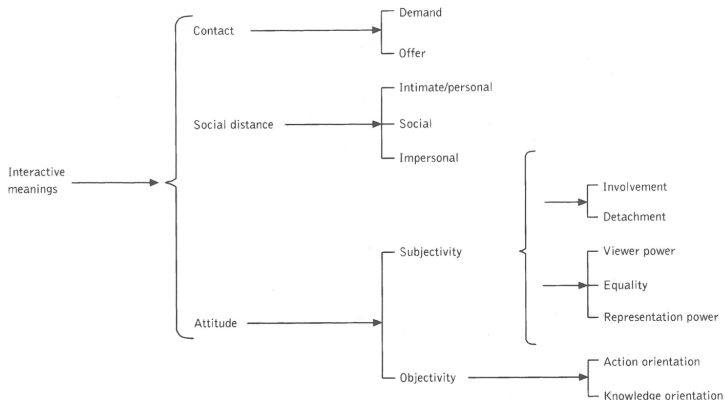 Demand
Contact
Offer
Intimate/personal
Social distance
Social
Impersonal
Interactive
meanings
Involvement
Detachment
Subjectivity
Viewer power
Equality
Representation power
Attitude
Action orientation
Objectivity
Knowledge orientation